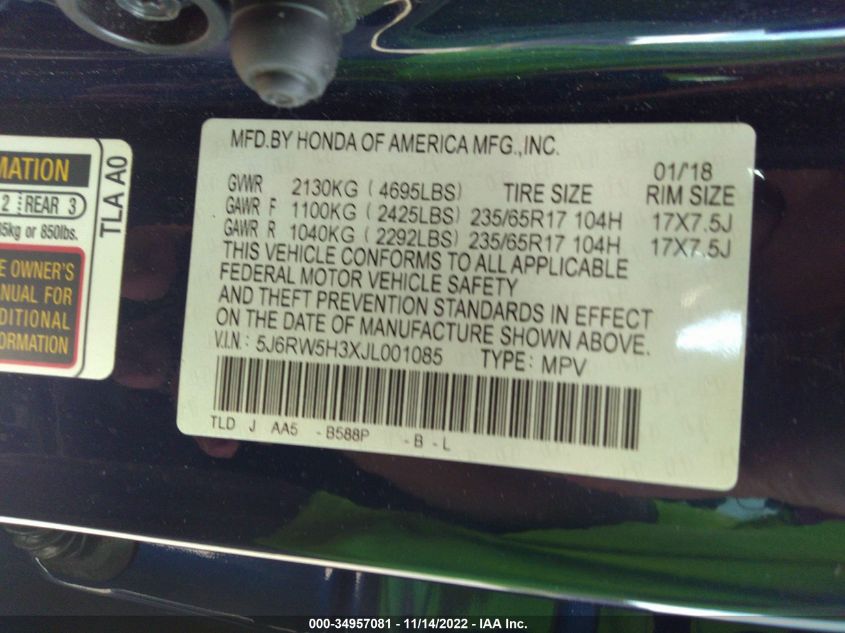 MATION
2 REAR 3
5kg or 850lbs.
E OWNER'S
ANUAL FOR
DITIONAL
FORMATION
TLA A0
MFD.BY HONDA OF AMERICA MFG.,INC.
01/18
GVWR 2130KG (4695LBS) TIRE SIZE RIM SIZE
GAWR F 1100KG (2425LBS) 235/65R17 104H 17X7.5J
GAWR R 1040KG (2292LBS) 235/65R17 104H 17X7.5J
THIS VEHICLE CONFORMS TO ALL APPLICABLE
FEDERAL MOTOR VEHICLE SAFETY
AND THEFT PREVENTION STANDARDS IN EFFECT
ON THE DATE OF MANUFACTURE SHOWN ABOVE.
V.I.N.: 5J6RW5H3XJL001085 TYPE: MPV
TLD J AA5 -B588P -B-L
000-34957081 - 11/14/2022 - IAA Inc.